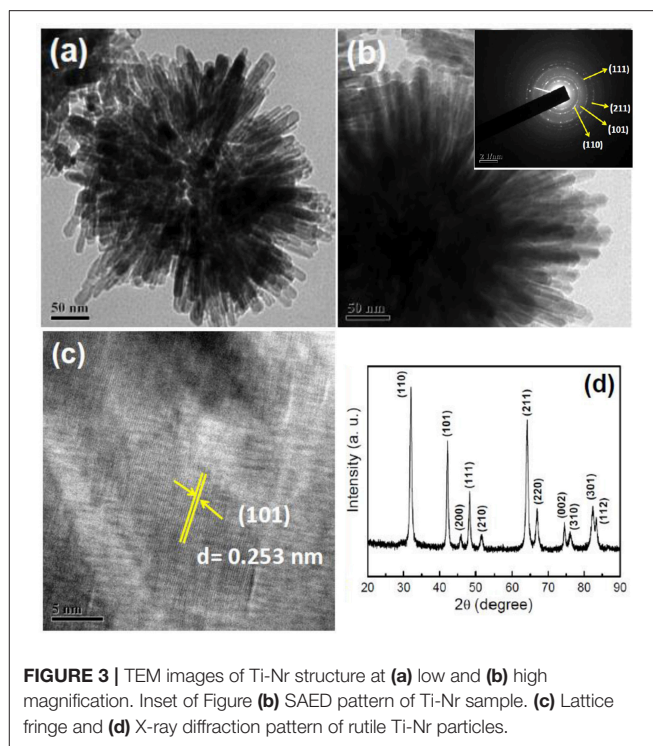 (a)
50 nm
(b)
50 nm
(111)
(211)
(101)
(110)
(c)
(101)
d= 0.253 nm
5 nm
(d)
Intensity (a. u.)
(110)
(101)
(200)
(111)
(210)
(211)
(220)
(002)
(310)
(301)
(112)
20 30 40 50 60 70 80 90
2θ (degree)
FIGURE 3 | TEM images of Ti-Nr structure at (a) low and (b) high
magnification. Inset of Figure (b) SAED pattern of Ti-Nr sample. (c) Lattice
fringe and (d) X-ray diffraction pattern of rutile Ti-Nr particles.